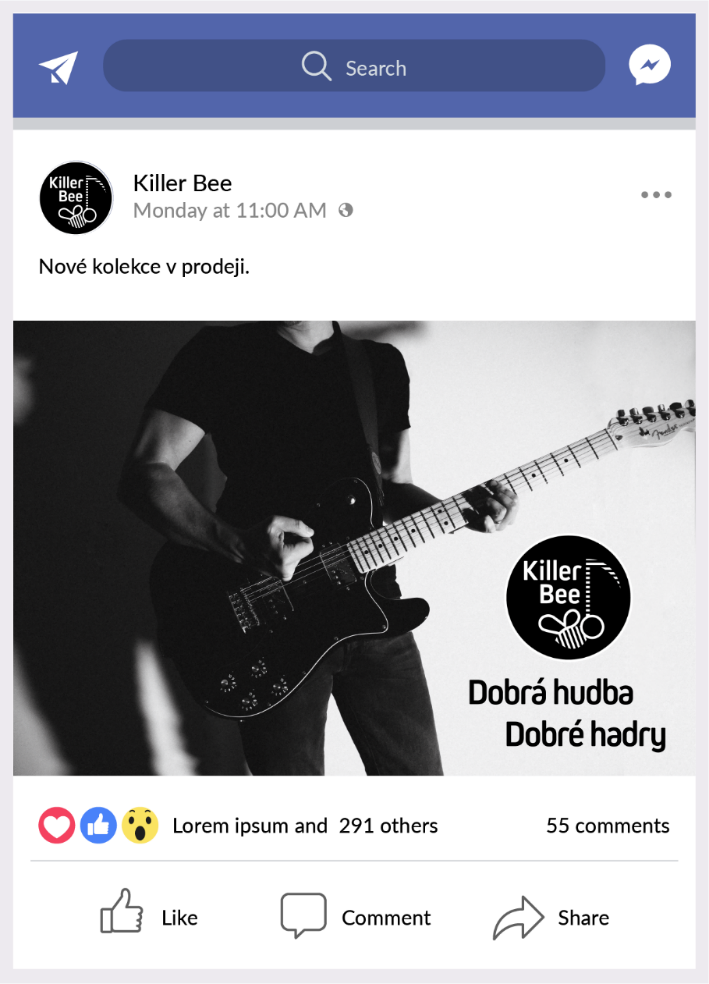 Search
Killer Bee
Killer Bee
Monday at 11:00 AM
Nové kolekce v prodeji.
Fender
Killer
Bee
Dobrá hudba
Dobré hadry
Lorem ipsum and 291 others
55 comments
Like
Comment
Share